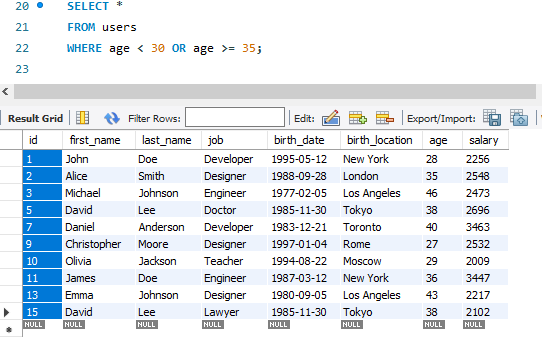 20 SELECT *
21 FROM users
22 WHERE age < 30 OR age >= 35;
23
Result Grid Filter Rows: Edit: Export/Import:
id first_name last_name job birth_date birth_location age salary
1 John Doe Developer 1995-05-12 New York 28 2256
2 Alice Smith Designer 1988-09-28 London 35 2548
3 Michael Johnson Engineer 1977-02-05 Los Angeles 46 2473
5 David Lee Doctor 1985-11-30 Tokyo 38 2696
7 Daniel Anderson Developer 1983-12-21 Toronto 40 3463
9 Christopher Moore Designer 1997-01-04 Rome 27 2532
10 Olivia Jackson Teacher 1994-08-22 Moscow 29 2009
11 James Doe Engineer 1987-03-12 New York 36 3447
13 Emma Johnson Designer 1980-09-05 Los Angeles 43 2217
15 David Lee Lawyer 1985-11-30 Tokyo 38 2102
NULL NULL NULL NULL NULL NULL NULL NULL